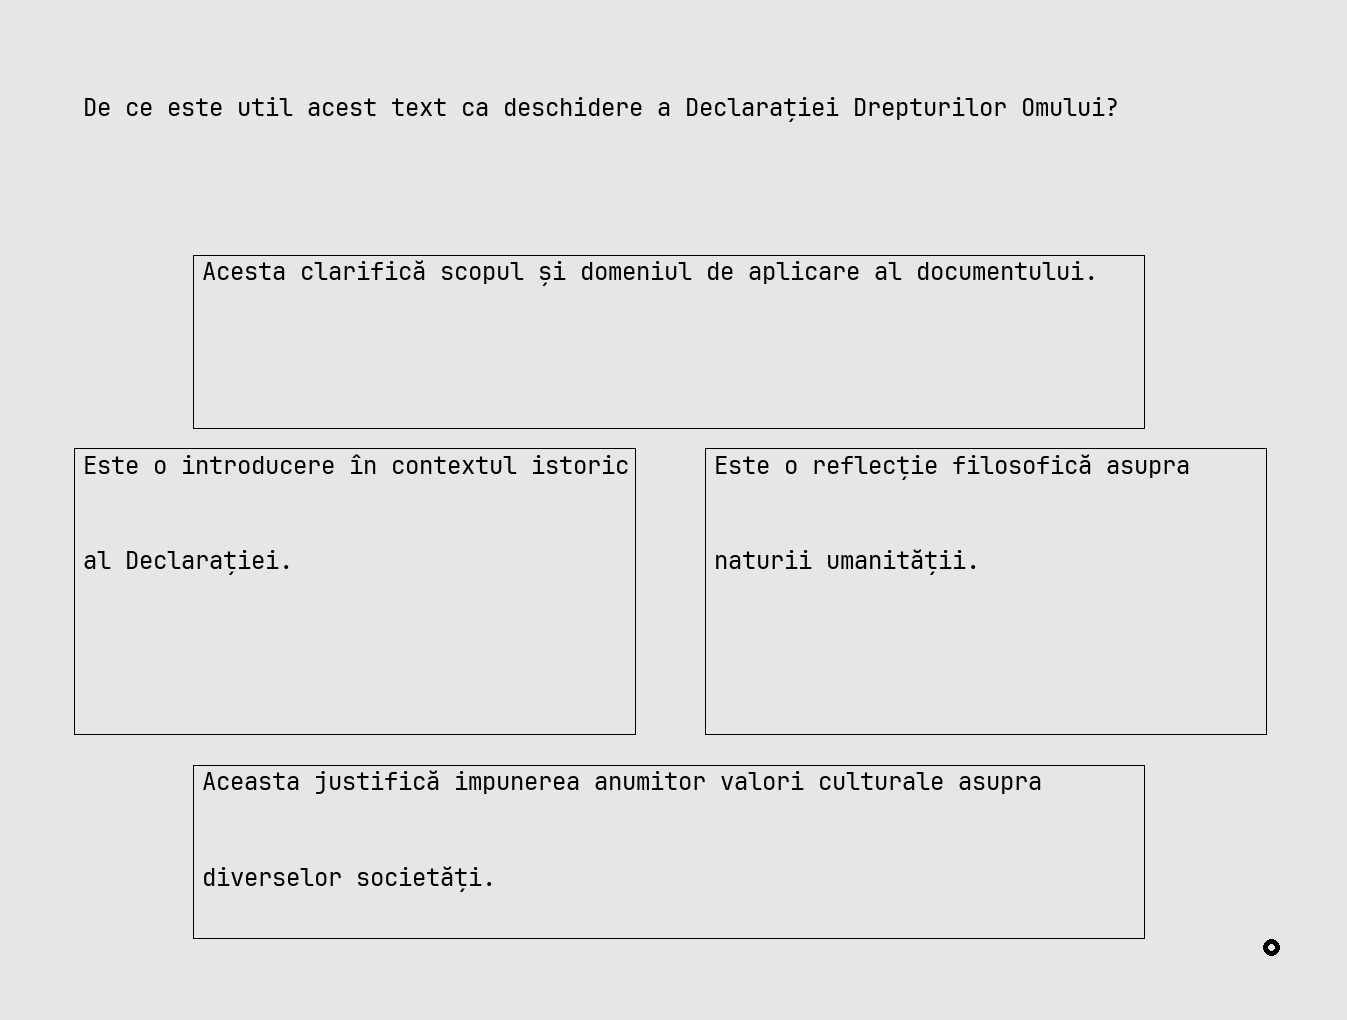 De ce este util acest text ca deschidere a Declarației Drepturilor Omului?
Acesta clarifică scopul și domeniul de aplicare al documentului.
Este o introducere în contextul istoric
al Declarației.
Este o reflecție filosofică asupra
naturii umanității.
Aceasta justifică impunerea anumitor valori culturale asupra
diverselor societăți.